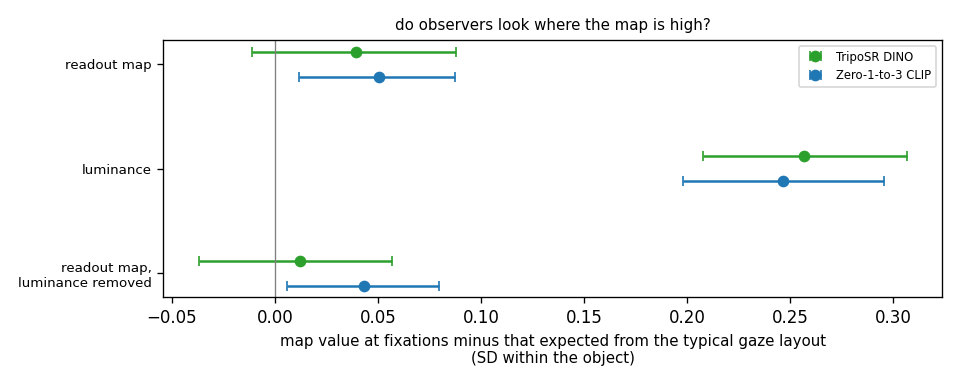 do observers look where the map is high?
TripoSR DINO
Zero-1-to-3 CLIP
readout map
luminance
readout map,
luminance removed
−0.05 0.00 0.05 0.10 0.15 0.20 0.25 0.30
map value at fixations minus that expected from the typical gaze layout
(SD within the object)